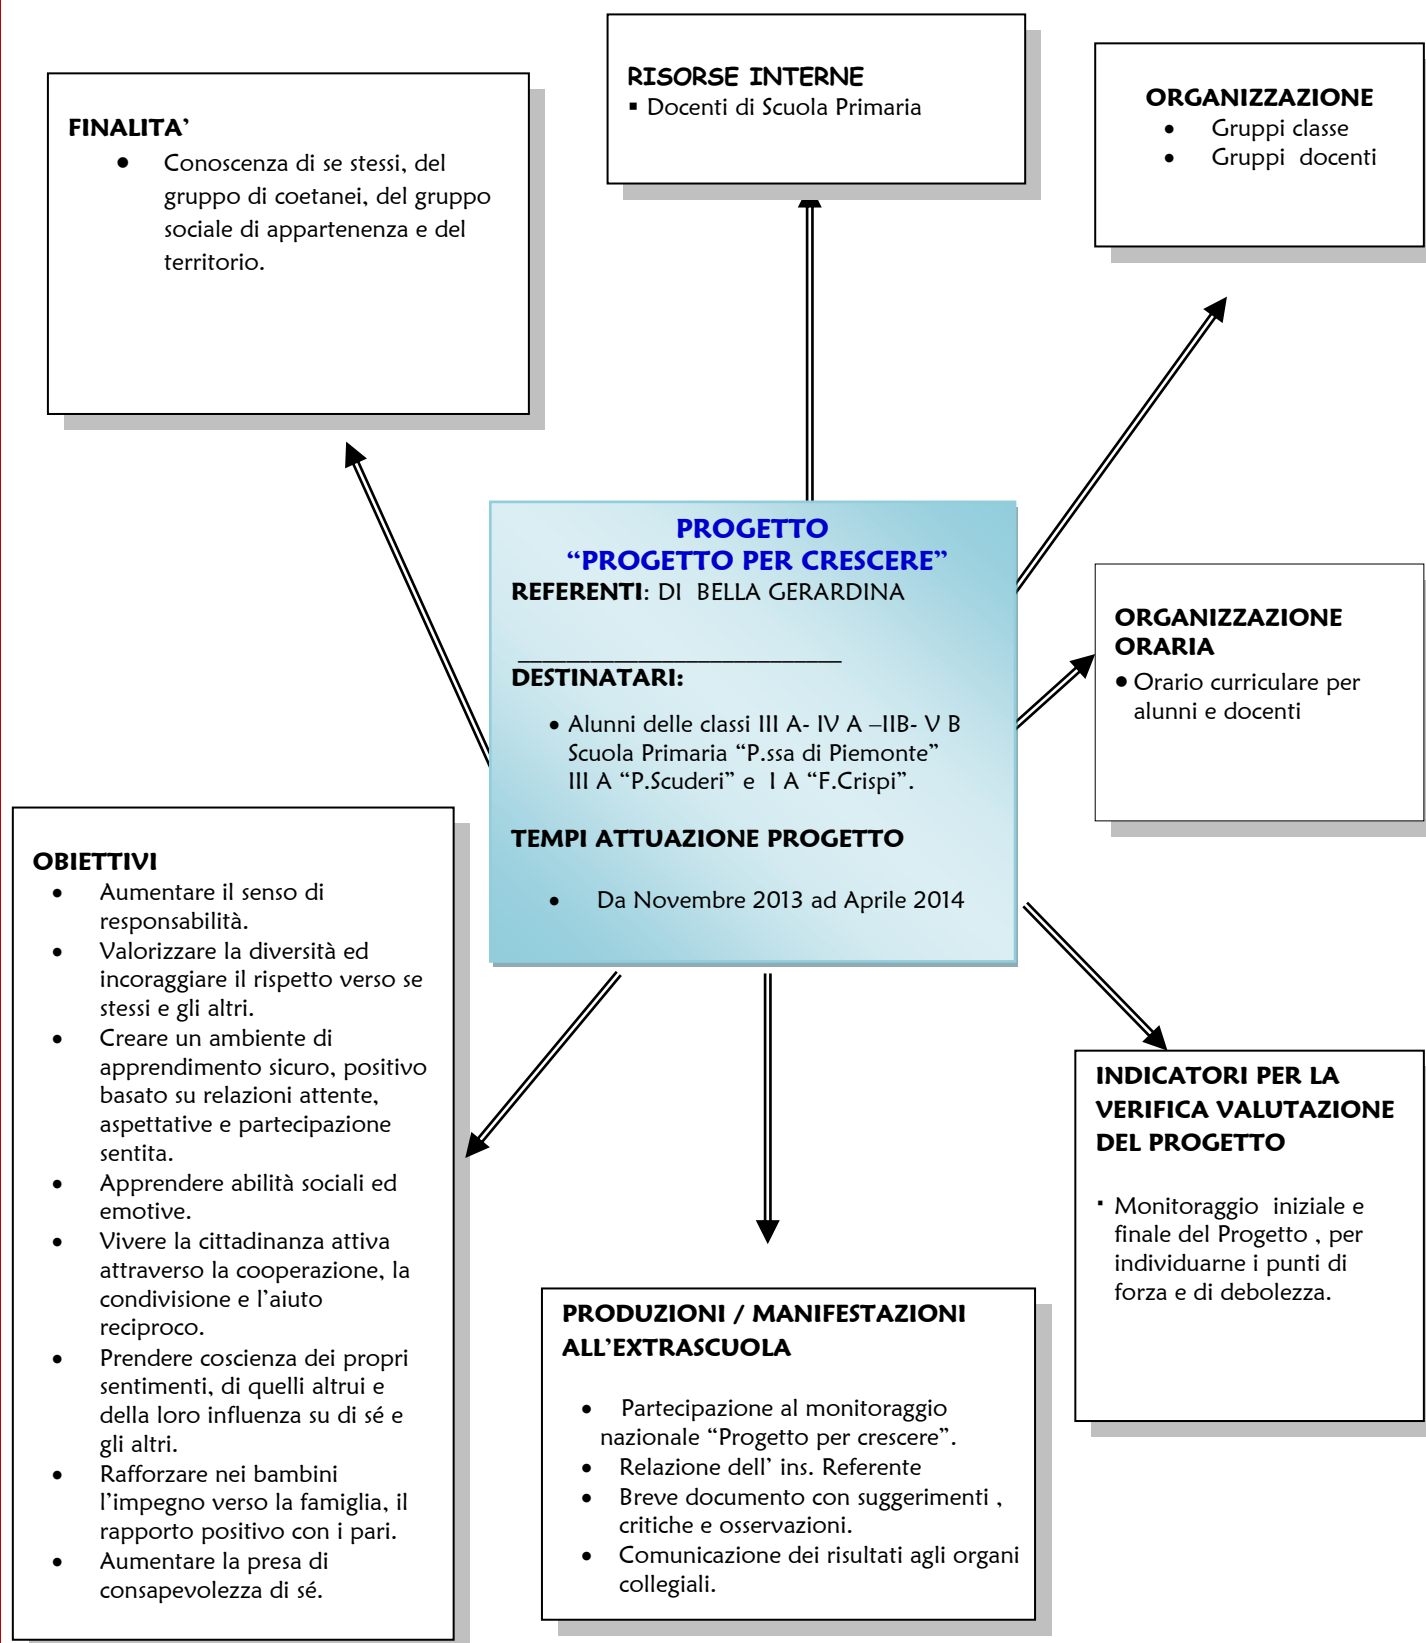 RISORSE INTERNE
▪ Docenti di Scuola Primaria
ORGANIZZAZIONE
• Gruppi classe
• Gruppi docenti
FINALITA’
• Conoscenza di se stessi, del
gruppo di coetanei, del gruppo
sociale di appartenenza e del
territorio.
PROGETTO
“PROGETTO PER CRESCERE”
REFERENTI: DI BELLA GERARDINA
___________________________
DESTINATARI:
• Alunni delle classi III A- IV A –IIB- V B
Scuola Primaria “P.ssa di Piemonte”
III A “P.Scuderi” e I A “F.Crispi”.
TEMPI ATTUAZIONE PROGETTO
• Da Novembre 2013 ad Aprile 2014
ORGANIZZAZIONE
ORARIA
• Orario curriculare per
alunni e docenti
OBIETTIVI
• Aumentare il senso di
responsabilità.
• Valorizzare la diversità ed
incoraggiare il rispetto verso se
stessi e gli altri.
• Creare un ambiente di
apprendimento sicuro, positivo
basato su relazioni attente,
aspettative e partecipazione
sentita.
• Apprendere abilità sociali ed
emotive.
• Vivere la cittadinanza attiva
attraverso la cooperazione, la
condivisione e l’aiuto
reciproco.
• Prendere coscienza dei propri
sentimenti, di quelli altrui e
della loro influenza su di sé e
gli altri.
• Rafforzare nei bambini
l’impegno verso la famiglia, il
rapporto positivo con i pari.
• Aumentare la presa di
consapevolezza di sé.
INDICATORI PER LA
VERIFICA VALUTAZIONE
DEL PROGETTO
▪ Monitoraggio iniziale e
finale del Progetto , per
individuarne i punti di
forza e di debolezza.
PRODUZIONI / MANIFESTAZIONI
ALL’EXTRASCUOLA
• Partecipazione al monitoraggio
nazionale “Progetto per crescere”.
• Relazione dell’ ins. Referente
• Breve documento con suggerimenti ,
critiche e osservazioni.
• Comunicazione dei risultati agli organi
collegiali.